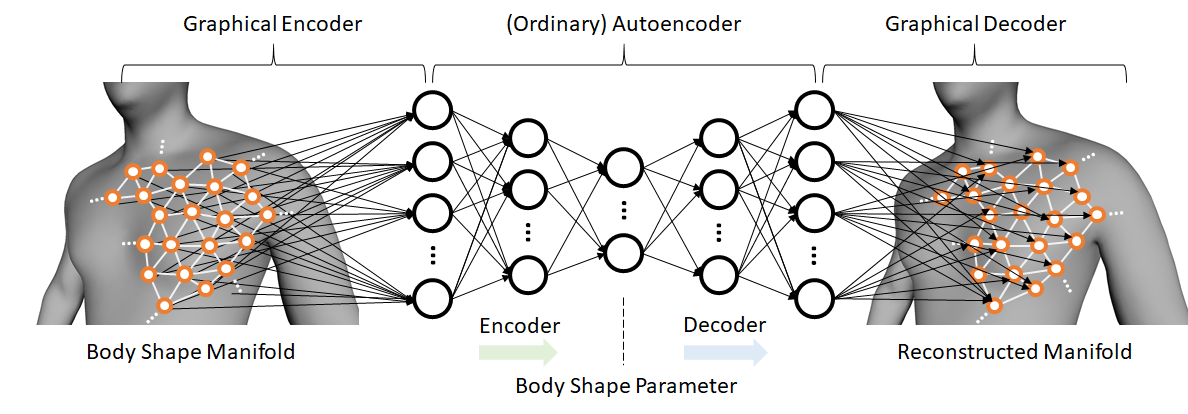 Graphical Encoder
(Ordinary) Autoencoder
Graphical Decoder
Encoder
Decoder
Body Shape Manifold
Reconstructed Manifold
Body Shape Parameter